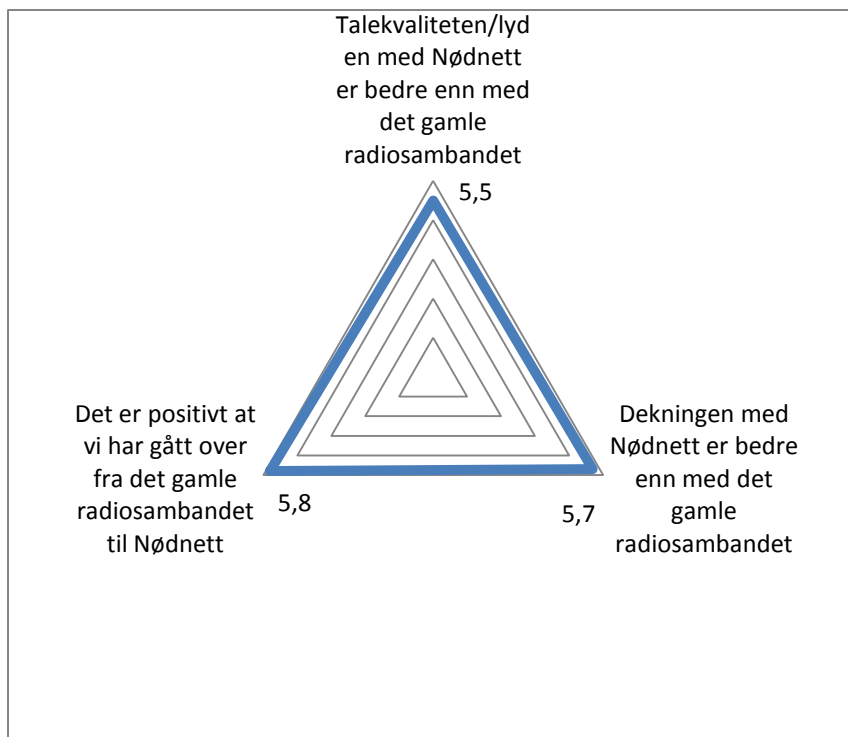 Talekvaliteten/lyd
en med Nødnett
er bedre enn med
det gamle
radiosambandet
5,5
Dekningen med
Nødnett er bedre
enn med det
gamle
radiosambandet
5,7
Det er positivt at
vi har gått over
fra det gamle
radiosambandet
til Nødnett
5,8